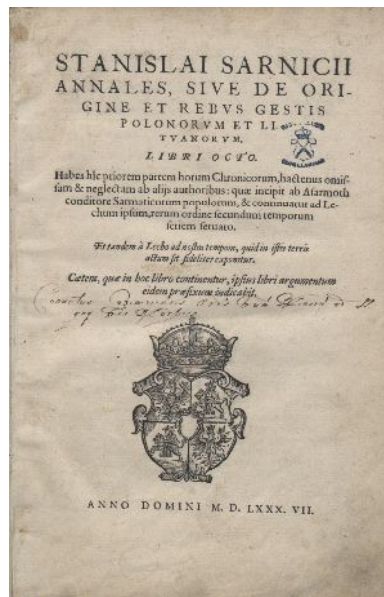 STANISLAI SARNICII
ANNALES, SIVE DE ORI-
GINE ET REBVS GESTIS
POLONORVM ET LI-
TVANORVM,
LIBRI OCTO.
Habes hîc priorem partem horum Chronicorum, hactenus omis-
sam & neglectam ab alijs authoribus: quæ incipit ab Asarmoth
conditore Sarmaticorum populorum, & continuatur ad Le-
chum ipsum, rerum ordine secundum temporum
seriem seruato.
Et tandem à Lecho ad nostra tempora, quid in istis terris
actum sit fideliter exponitur.
Cætera, quæ in hoc libro continentur, ipsius libri argumentum
eidem præfixum indicabit.
ANNO DOMINI M. D. LXXX. VII.